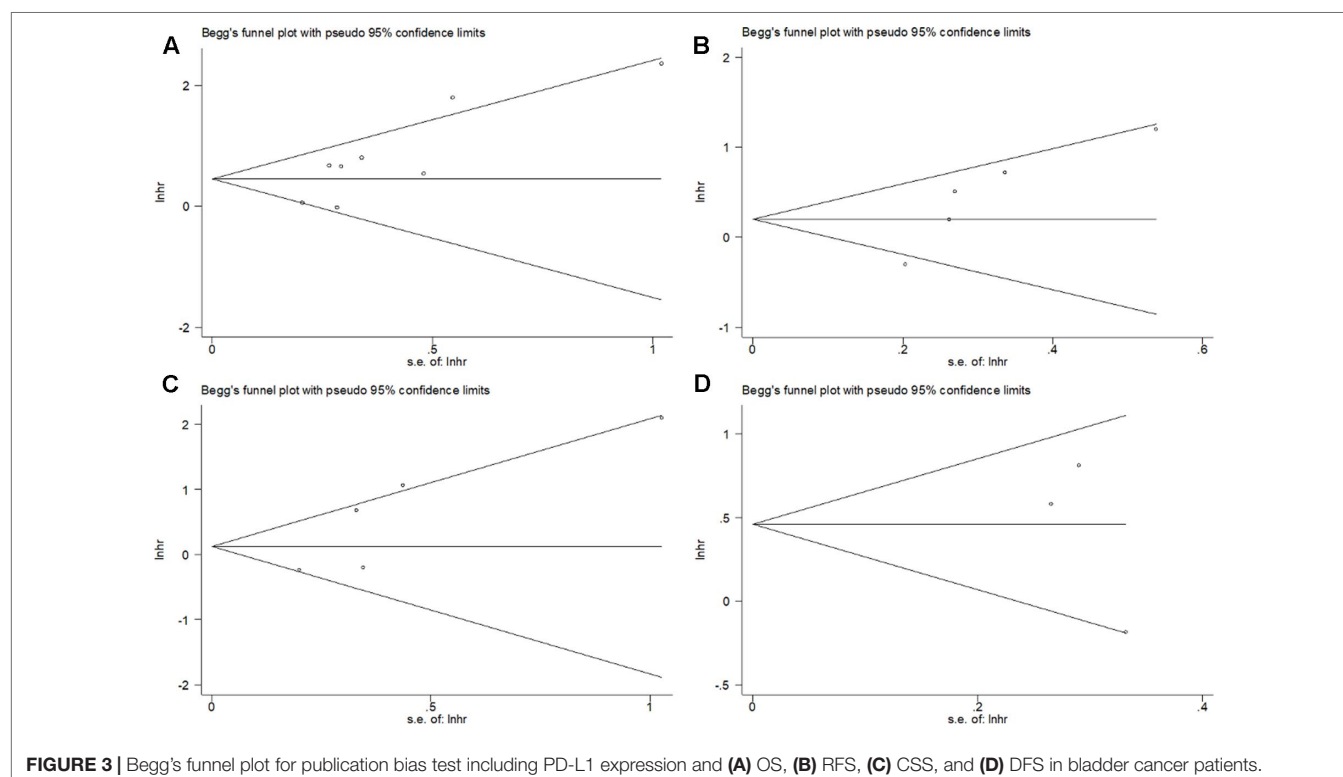 A
Begg's funnel plot with pseudo 95% confidence limits
lnhr
2
0
-2
0
.5
1
s.e. of: lnhr
B
Begg's funnel plot with pseudo 95% confidence limits
lnhr
2
1
0
-1
0
.2
.4
.6
s.e. of: lnhr
C
Begg's funnel plot with pseudo 95% confidence limits
lnhr
2
1
0
-1
-2
0
.5
1
s.e. of: lnhr
D
Begg's funnel plot with pseudo 95% confidence limits
lnhr
1
.5
0
-.5
0
.2
.4
s.e. of: lnhr
FIGURE 3 | Begg's funnel plot for publication bias test including PD-L1 expression and (A) OS, (B) RFS, (C) CSS, and (D) DFS in bladder cancer patients.